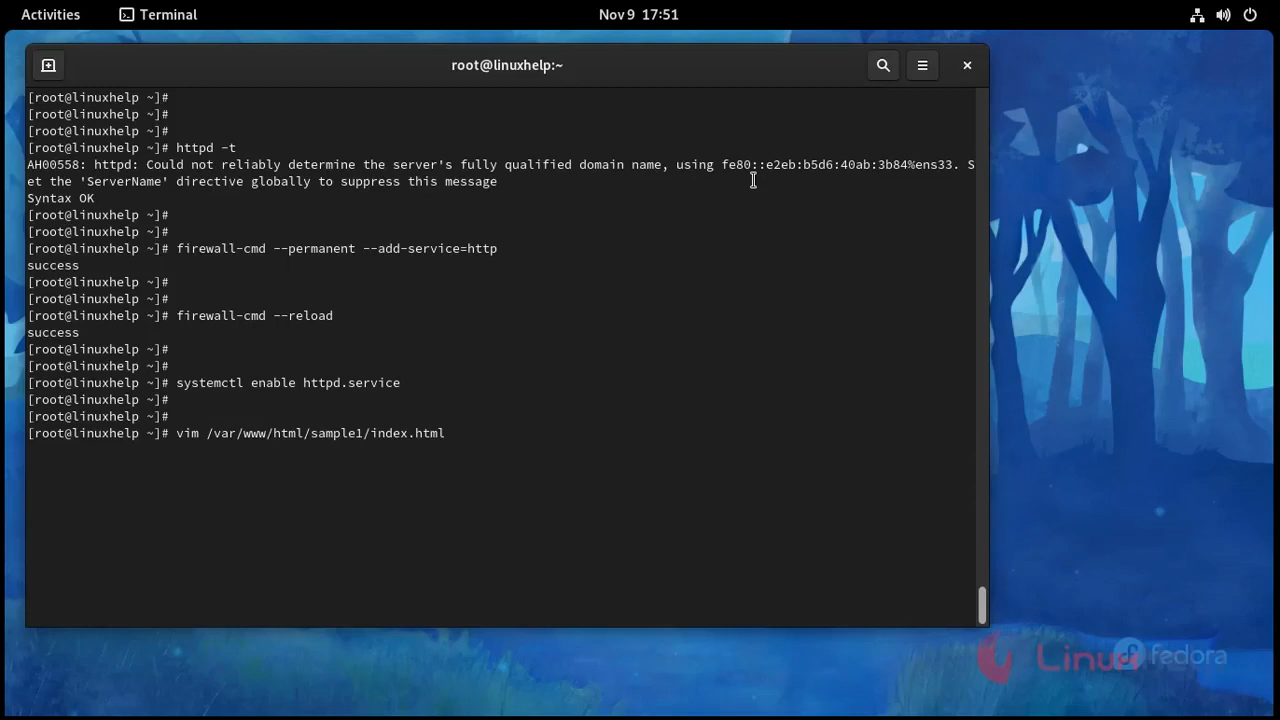 Activities Terminal Nov 9 17:51
root@linuxhelp:~
[root@linuxhelp ~]#
[root@linuxhelp ~]#
[root@linuxhelp ~]#
[root@linuxhelp ~]# httpd -t
AH00558: httpd: Could not reliably determine the server's fully qualified domain name, using fe80::e2eb:b5d6:40ab:3b84%ens33. S
et the 'ServerName' directive globally to suppress this message
Syntax OK
[root@linuxhelp ~]#
[root@linuxhelp ~]#
[root@linuxhelp ~]# firewall-cmd --permanent --add-service=http
success
[root@linuxhelp ~]#
[root@linuxhelp ~]#
[root@linuxhelp ~]# firewall-cmd --reload
success
[root@linuxhelp ~]#
[root@linuxhelp ~]#
[root@linuxhelp ~]# systemctl enable httpd.service
[root@linuxhelp ~]#
[root@linuxhelp ~]#
[root@linuxhelp ~]# vim /var/www/html/sample1/index.html
fedora